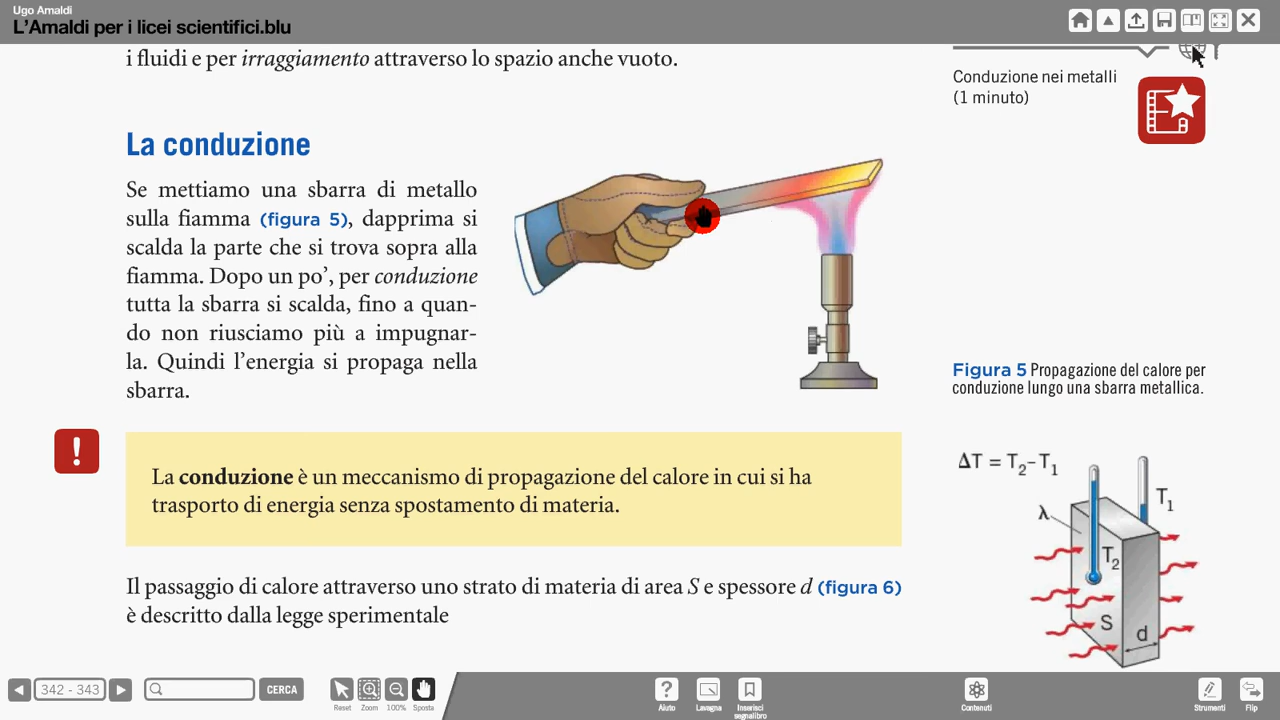 Ugo Amaldi
L'Amaldi per i licei scientifici.blu
i fluidi e per irraggiamento attraverso lo spazio anche vuoto.
Conduzione nei metalli
(1 minuto)
La conduzione
Se mettiamo una sbarra di metallo
sulla fiamma (figura 5), dapprima si
scalda la parte che si trova sopra alla
fiamma. Dopo un po', per conduzione
tutta la sbarra si scalda, fino a quan-
do non riusciamo più a impugnar-
la. Quindi l'energia si propaga nella
sbarra.
Figura 5 Propagazione del calore per
conduzione lungo una sbarra metallica.
!
La conduzione è un meccanismo di propagazione del calore in cui si ha
trasporto di energia senza spostamento di materia.
ΔT = T2 - T1
T1
λ
T2
S
d
Il passaggio di calore attraverso uno strato di materia di area S e spessore d (figura 6)
è descritto dalla legge sperimentale
342 - 343
CERCA
Reset
Zoom
100%
Sposta
?
Aiuto
Lavagna
Inserisci
segnalibro
Contenuti
Strumenti
Flip